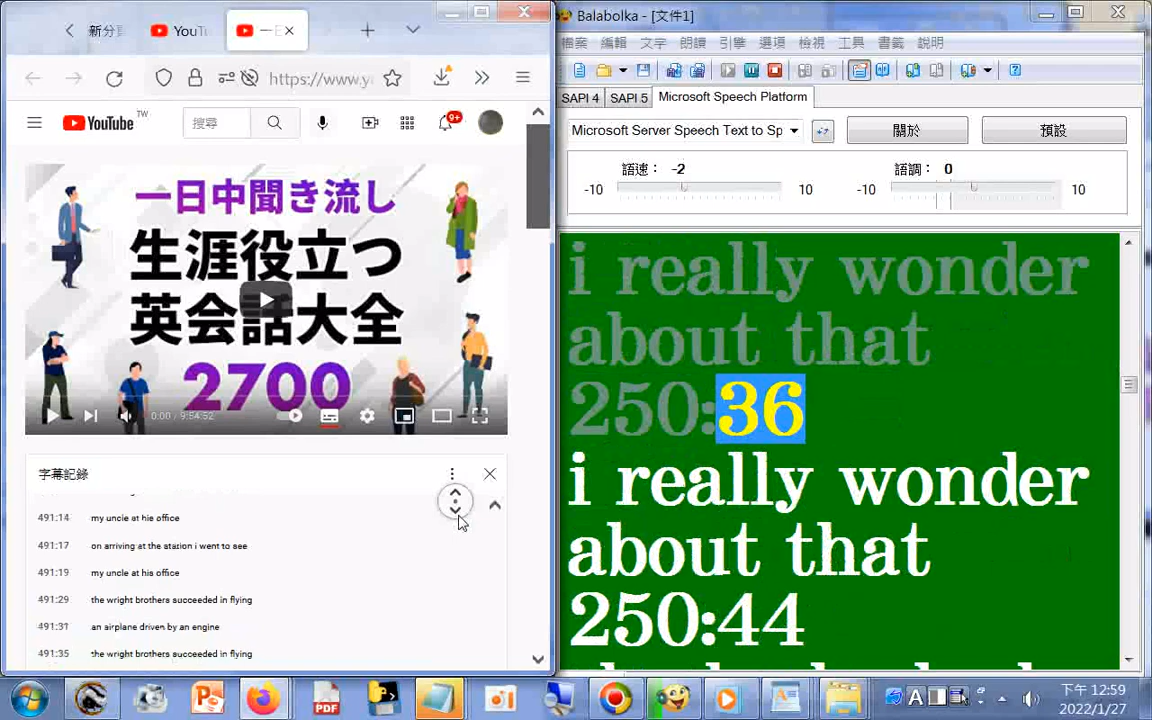 新分
YouTu
一 E
https://www.y
YouTube TW
搜尋
9+
一日中聞き流し
生涯役立つ
英会話大全
2700
0:00 / 9:54:52
字幕記錄
491:14 my uncle at hie office
491:17 on arriving at the atarion i went to see
491:19 my uncle at his office
491:29 the wright brothers succeeded in flying
491:31 an airplane driven by an engine
491:35 the wright brothers succeeded in flying
Balabolka - [文件1]
檔案 編輯 文字 朗讀 引擎 選項 檢視 工具 書籤 說明
SAPI 4 SAPI 5 Microsoft Speech Platform
Microsoft Server Speech Text to Sp
關於
預設
語速： -2
-10 10
語調： 0
-10 10
i really wonder
about that
250:36
i really wonder
about that
250:44
PDF
A
下午 12:59
2022/1/27